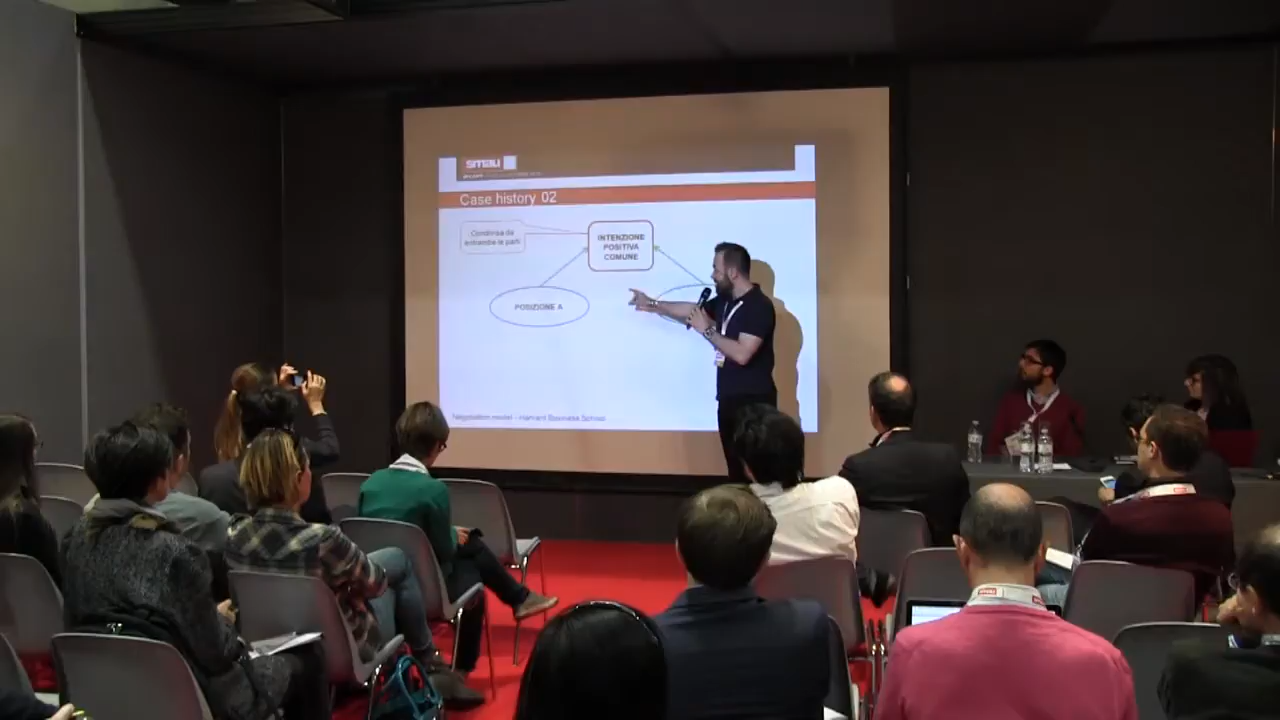 smau
Case history 02
Condivisa da
entrambe le parti
INTENZIONE
POSITIVA
COMUNE
POSIZIONE A
Negotiation model - Harvard Business School